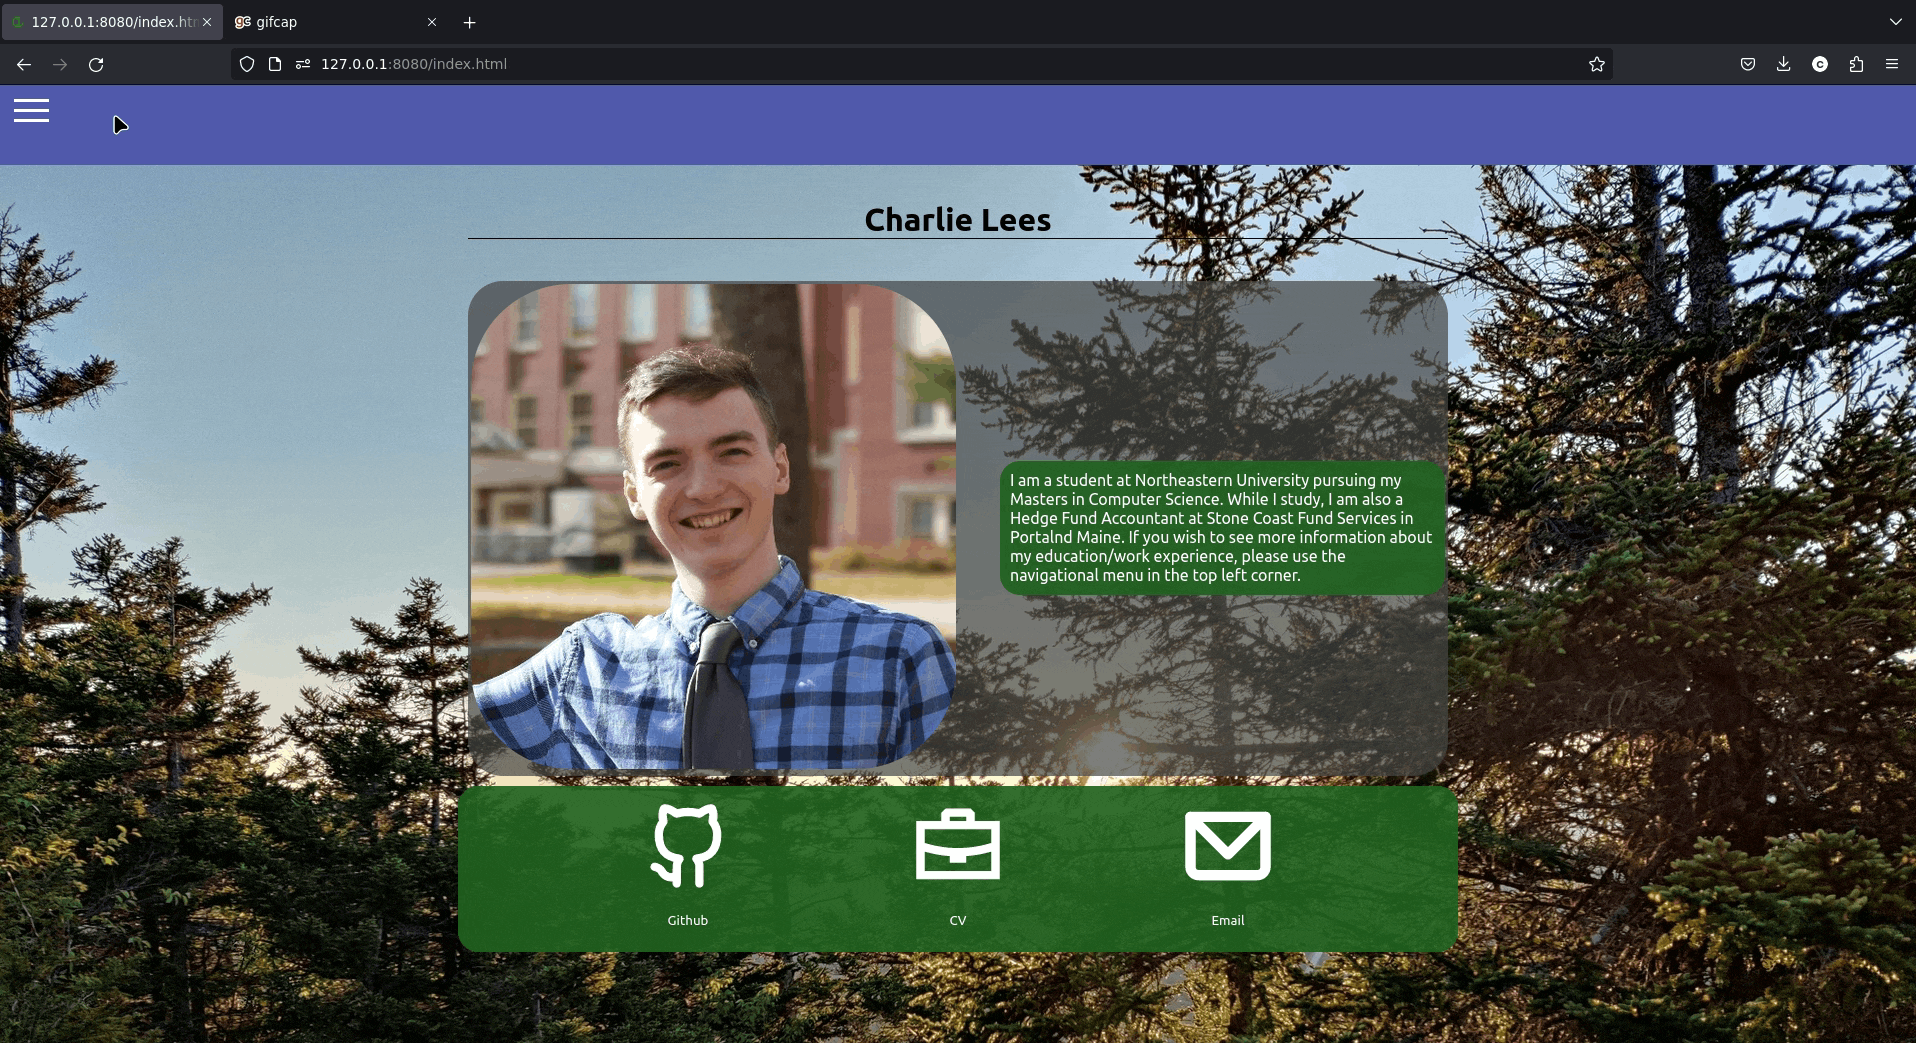 127.0.0.1:8080/index.htm
gifcap
127.0.0.1:8080/index.html
Charlie Lees
I am a student at Northeastern University pursuing my
Masters in Computer Science. While I study, I am also a
Hedge Fund Accountant at Stone Coast Fund Services in
Portalnd Maine. If you wish to see more information about
my education/work experience, please use the
navigational menu in the top left corner.
Github
CV
Email